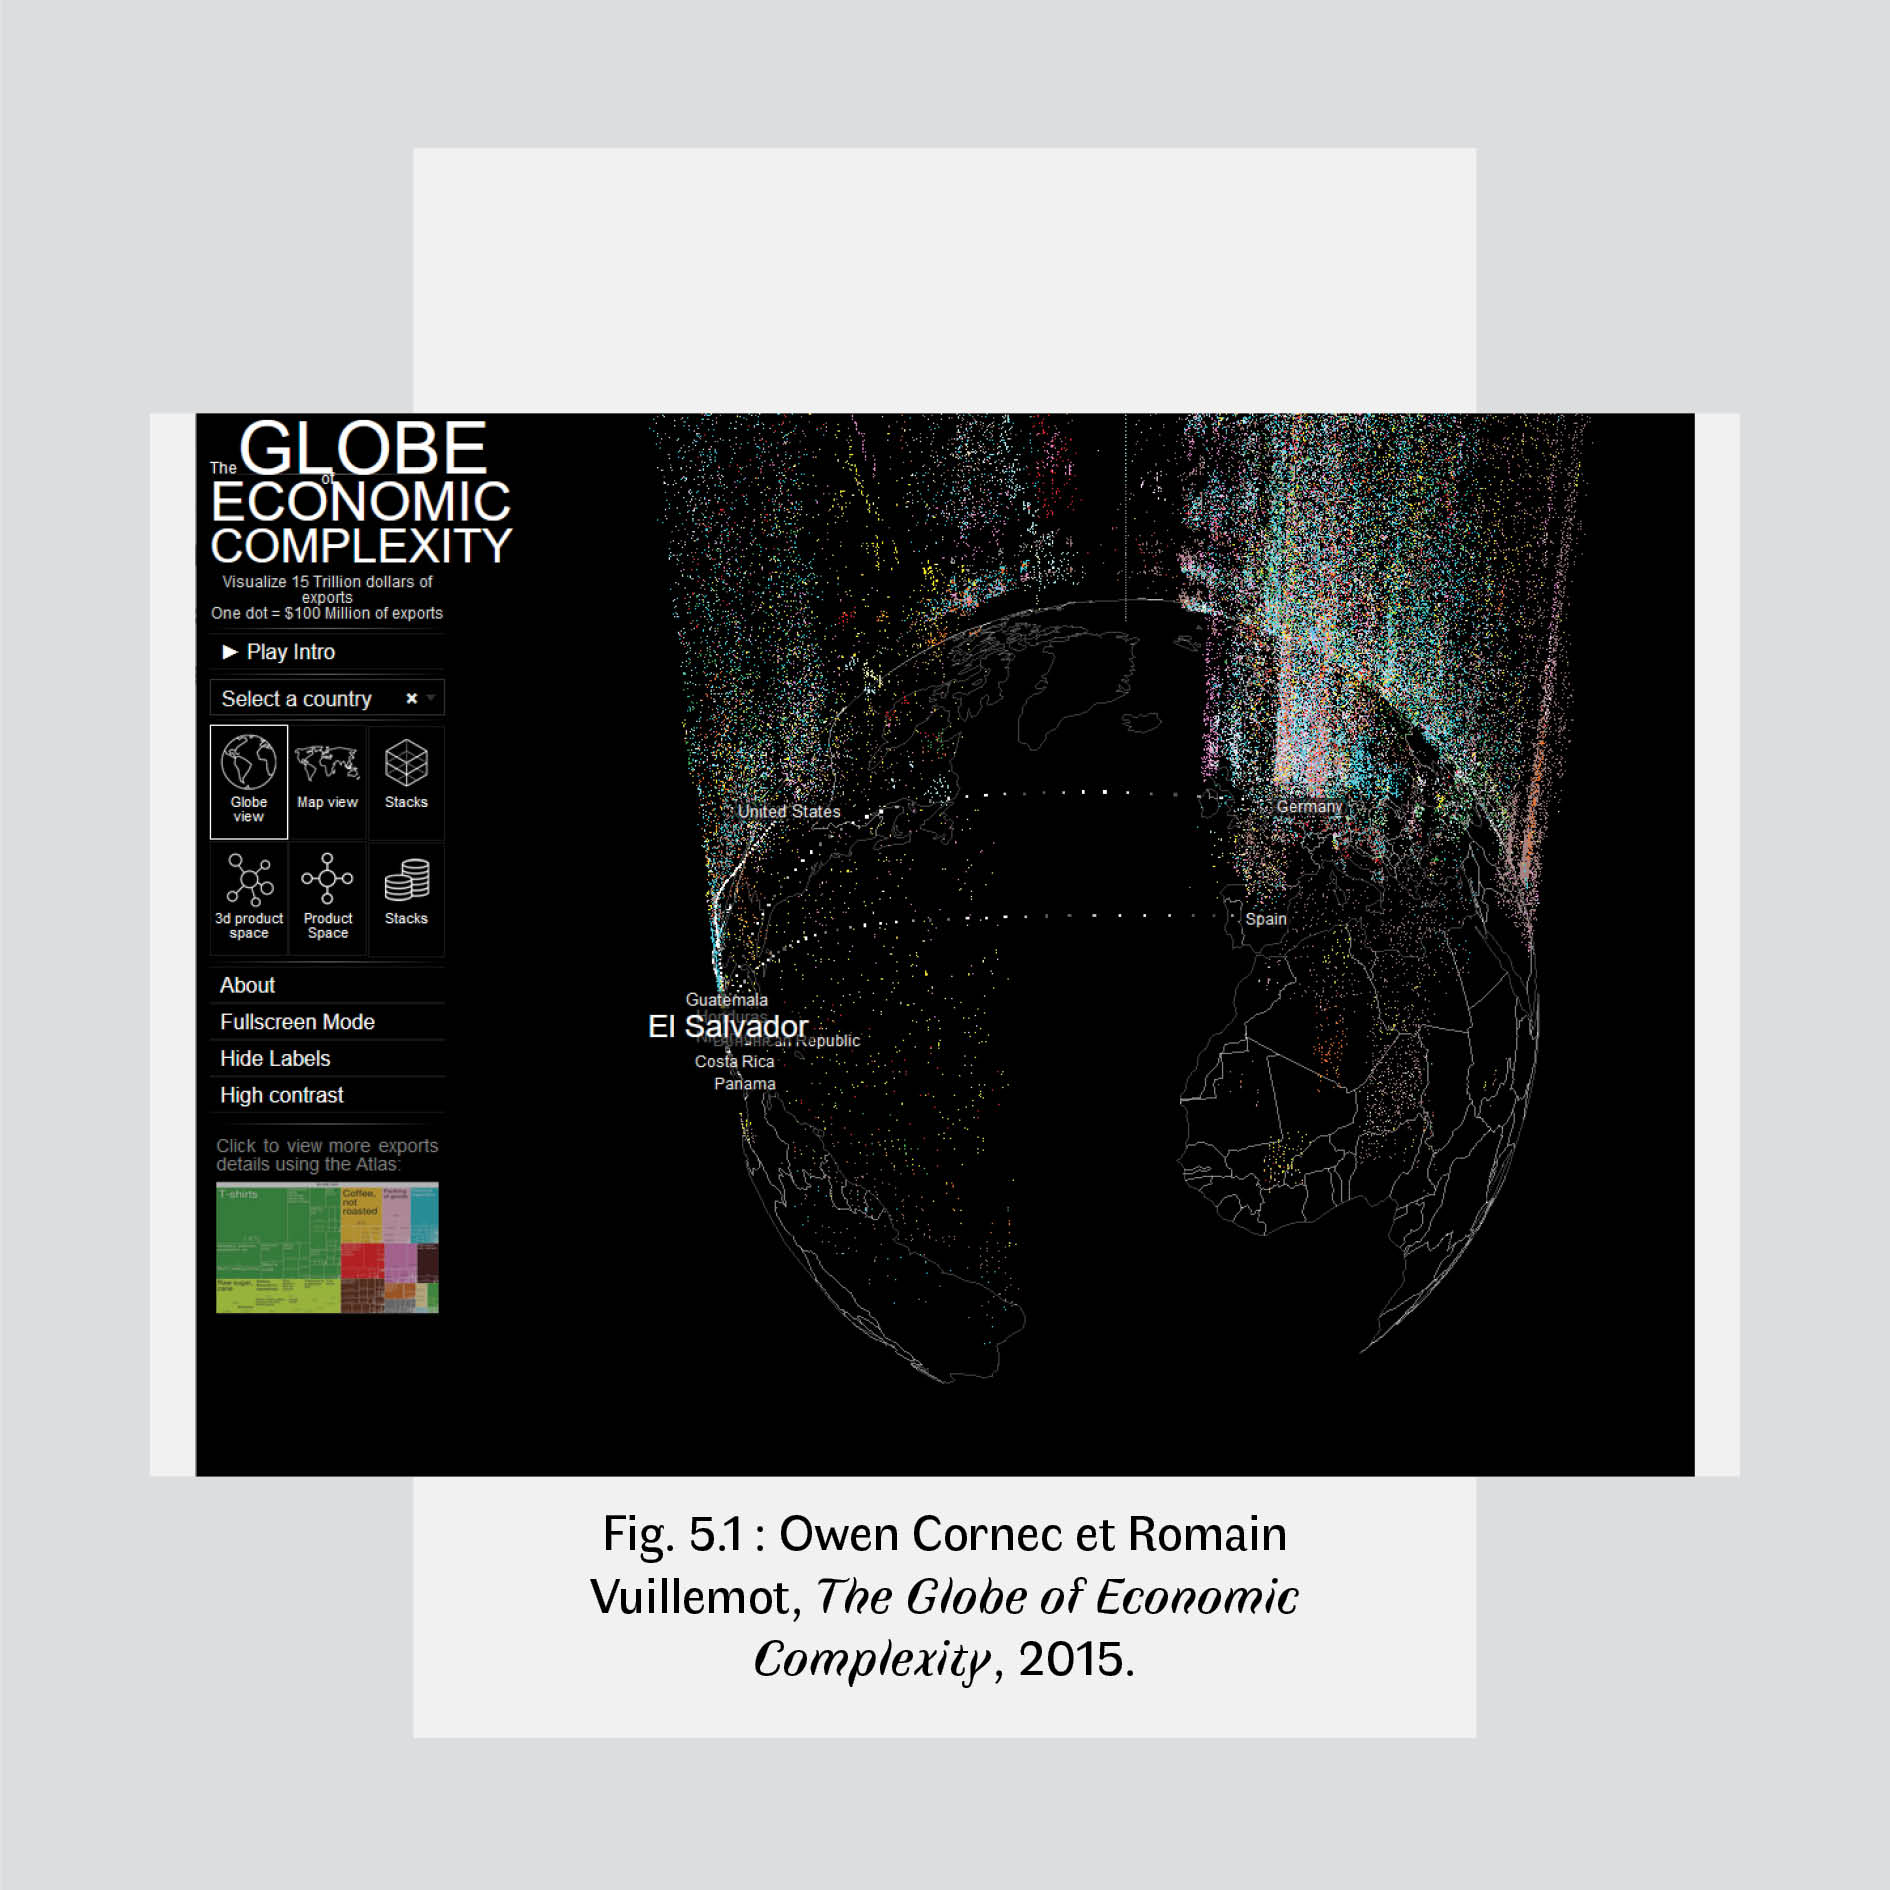 The GLOBE
of
ECONOMIC
COMPLEXITY
Visualize 15 Trillion dollars of
exports
One dot = $100 Million of exports
► Play Intro
Select a country ×
Globe
view
Map view
Stacks
3d product
space
Product
Space
Stacks
About
Fullscreen Mode
Hide Labels
High contrast
Click to view more exports
details using the Atlas:
T-shirts
Coffee,
not
roasted
United States
Germany
Spain
Guatemala
Honduras
El Salvador
Dominican Republic
Costa Rica
Panama
Fig. 5.1 : Owen Cornec et Romain
Vuillemot, The Globe of Economic
Complexity, 2015.